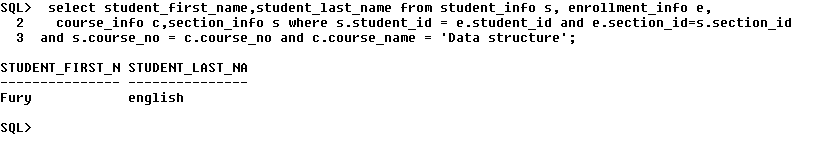 SQL>  select student_first_name,student_last_name from student_info s, enrollment_info e,
  2    course_info c,section_info s where s.student_id = e.student_id and e.section_id=s.section_id
  3  and s.course_no = c.course_no and c.course_name = 'Data structure';
STUDENT_FIRST_N STUDENT_LAST_NA
--------------- ---------------
Fury            english
SQL>